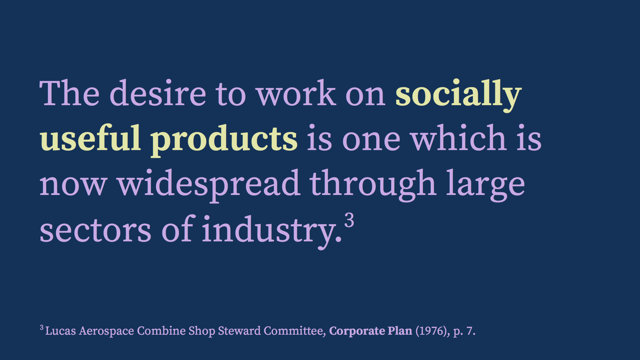 The desire to work on socially
useful products is one which is
now widespread through large
sectors of industry.³
³ Lucas Aerospace Combine Shop Steward Committee, Corporate Plan (1976), p. 7.